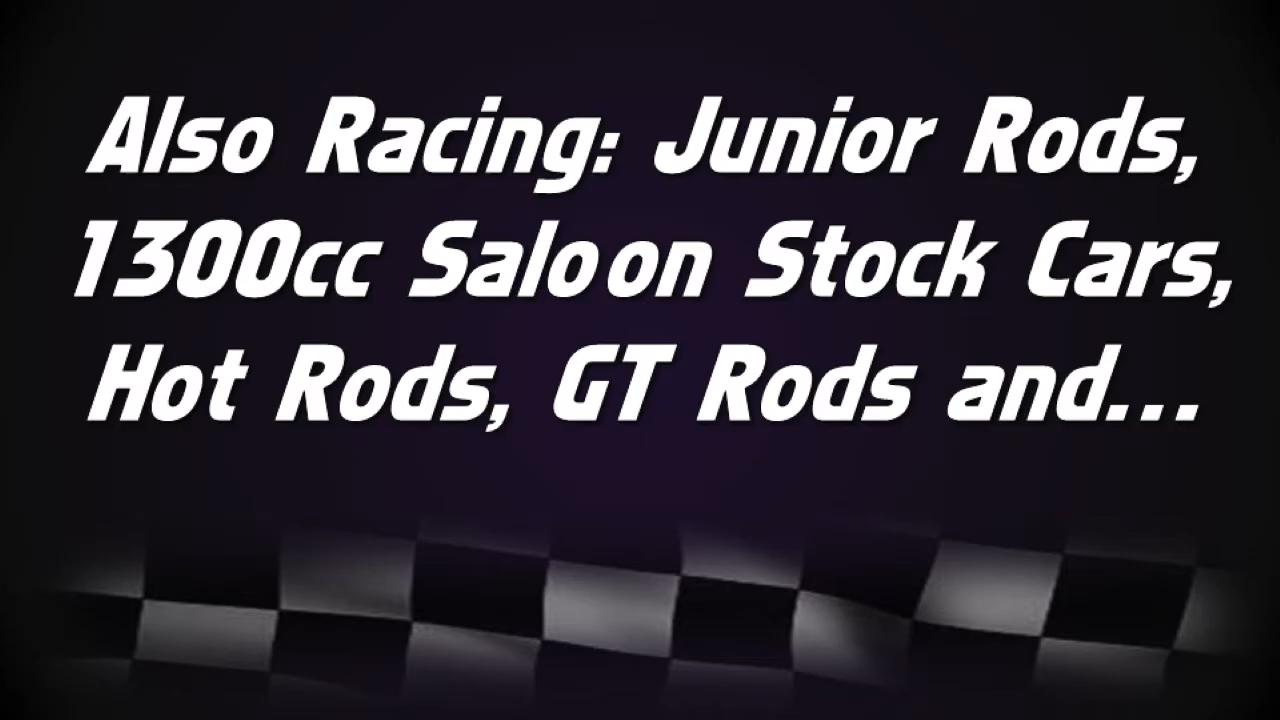 Also Racing: Junior Rods,
1300cc Saloon Stock Cars,
Hot Rods, GT Rods and...